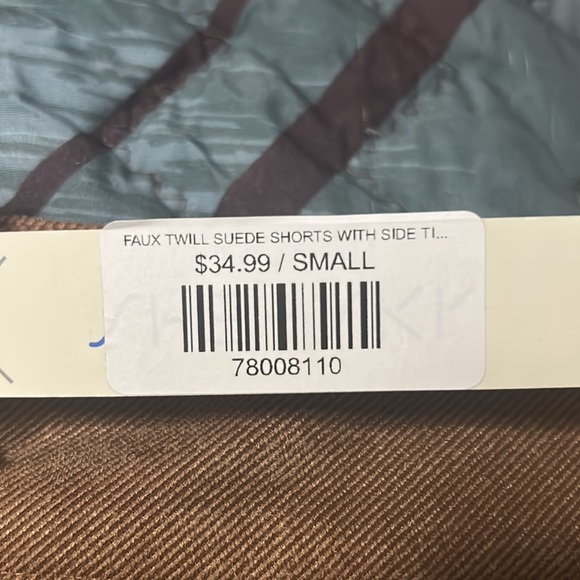 FAUX TWILL SUEDE SHORTS WITH SIDE TI...
$34.99 / SMALL
78008110